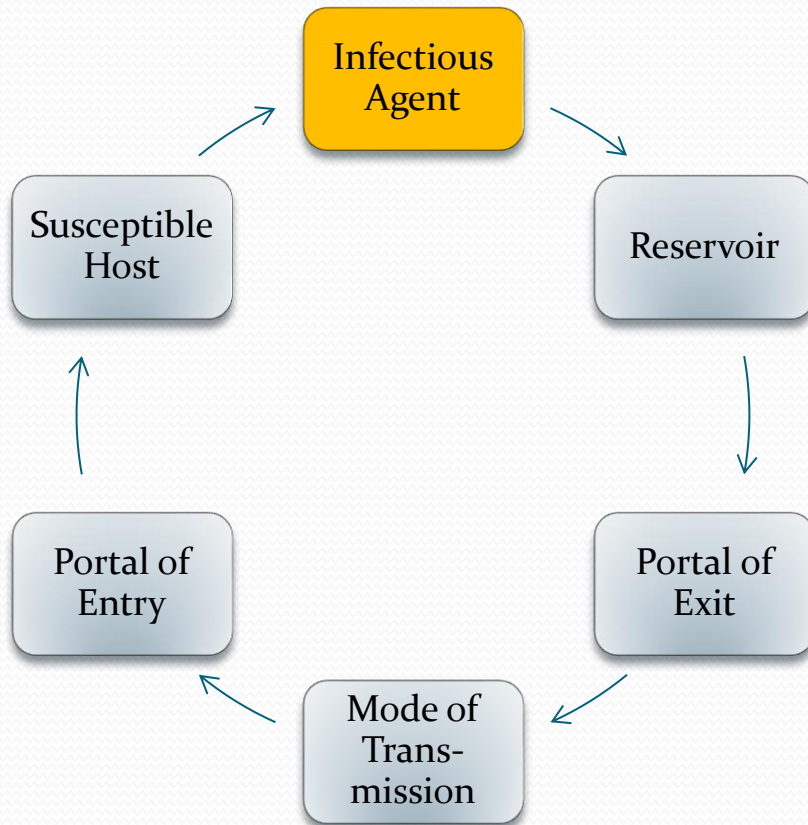 Infectious
Agent
Reservoir
Portal of
Exit
Mode of
Trans-
mission
Portal of
Entry
Susceptible
Host